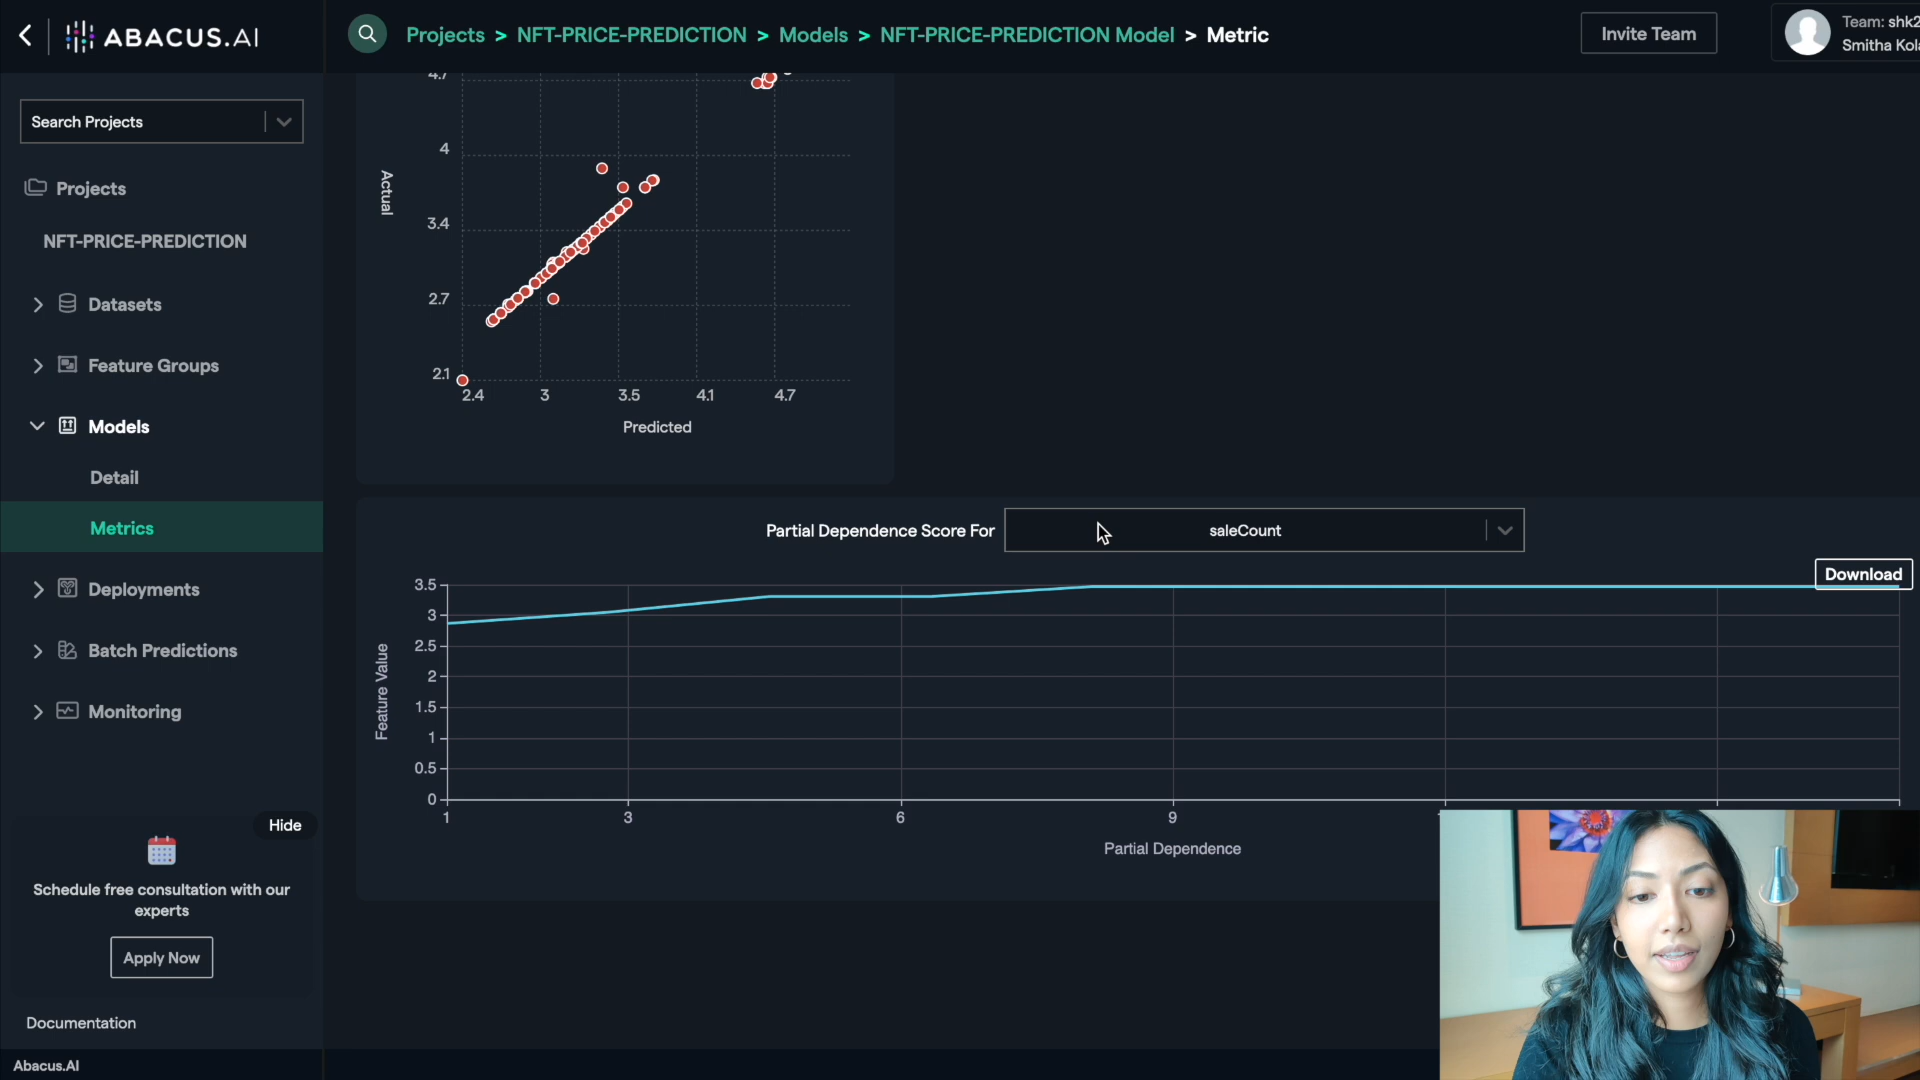 ABACUS.AI
Projects > NFT-PRICE-PREDICTION > Models > NFT-PRICE-PREDICTION Model > Metric
Invite Team
Team: shk2
Smitha Kola
Search Projects
Projects
NFT-PRICE-PREDICTION
Datasets
Feature Groups
Models
Detail
Metrics
Deployments
Batch Predictions
Monitoring
Hide
Schedule free consultation with our
experts
Apply Now
Documentation
Abacus.AI
4.7
4
3.4
2.7
2.1
Actual
2.4 3 3.5 4.1 4.7
Predicted
Partial Dependence Score For saleCount
Download
3.5
3
2.5
2
1.5
1
0.5
0
Feature Value
1 3 6 9
Partial Dependence